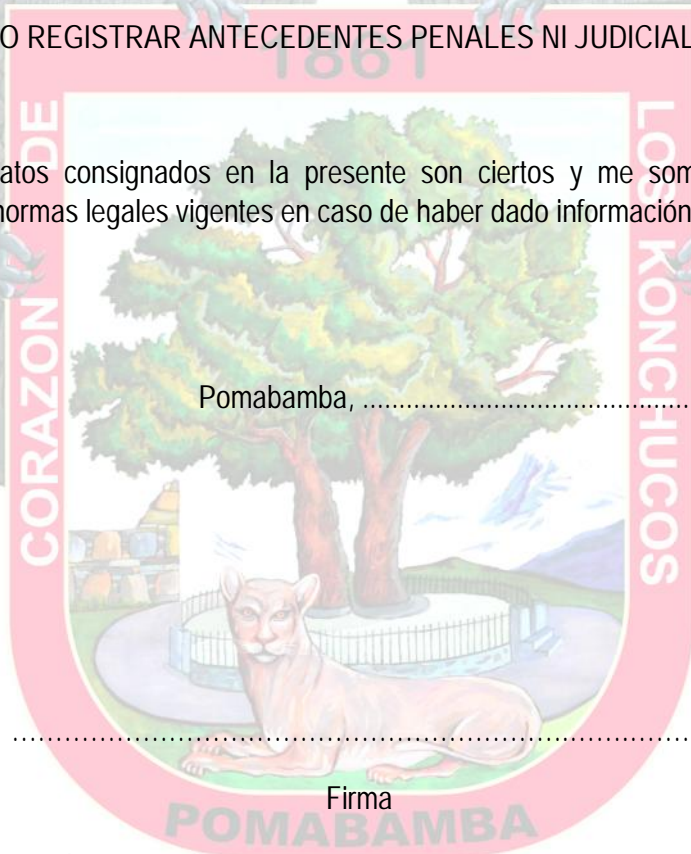 O REGISTRAR ANTECEDENTES PENALES NI JUDICIAL
1861
CORAZON DE
LOS KONCHUCOS
atos consignados en la presente son ciertos y me som
normas legales vigentes en caso de haber dado información
Pomabamba, ................................................
................................................................................
Firma
POMABAMBA